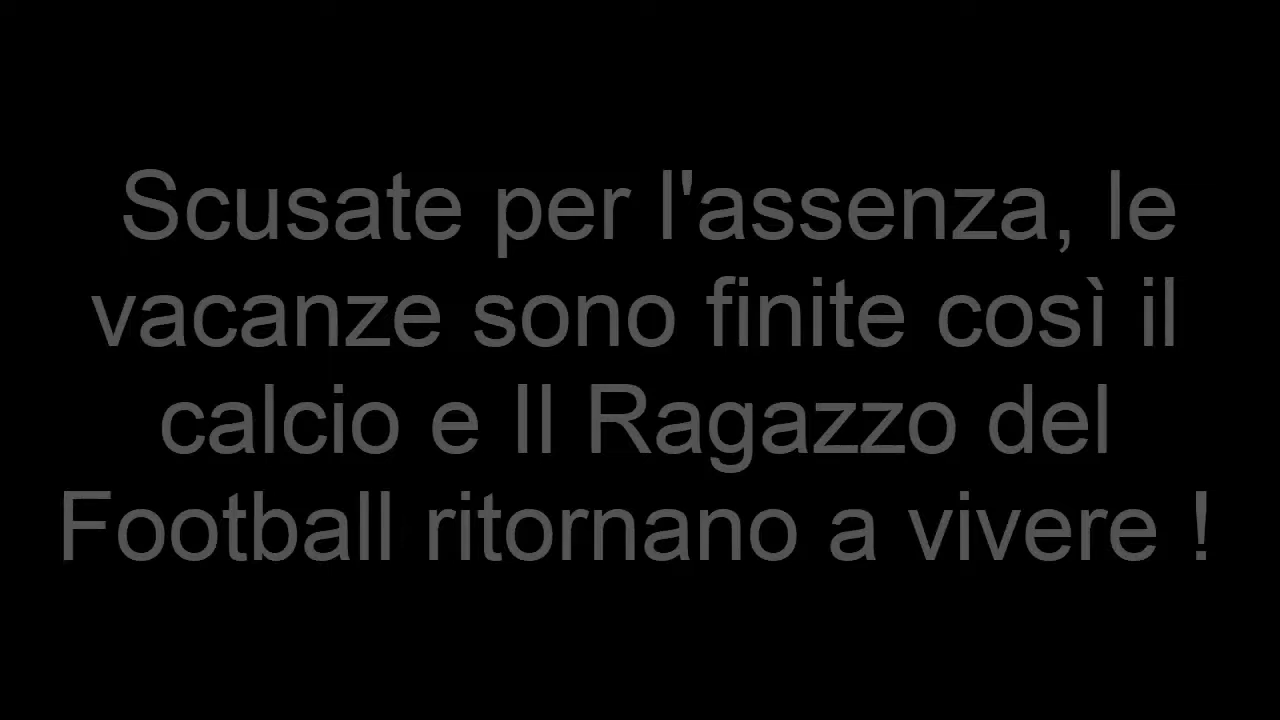 Scusate per l'assenza, le
vacanze sono finite così il
calcio e Il Ragazzo del
Football ritornano a vivere !